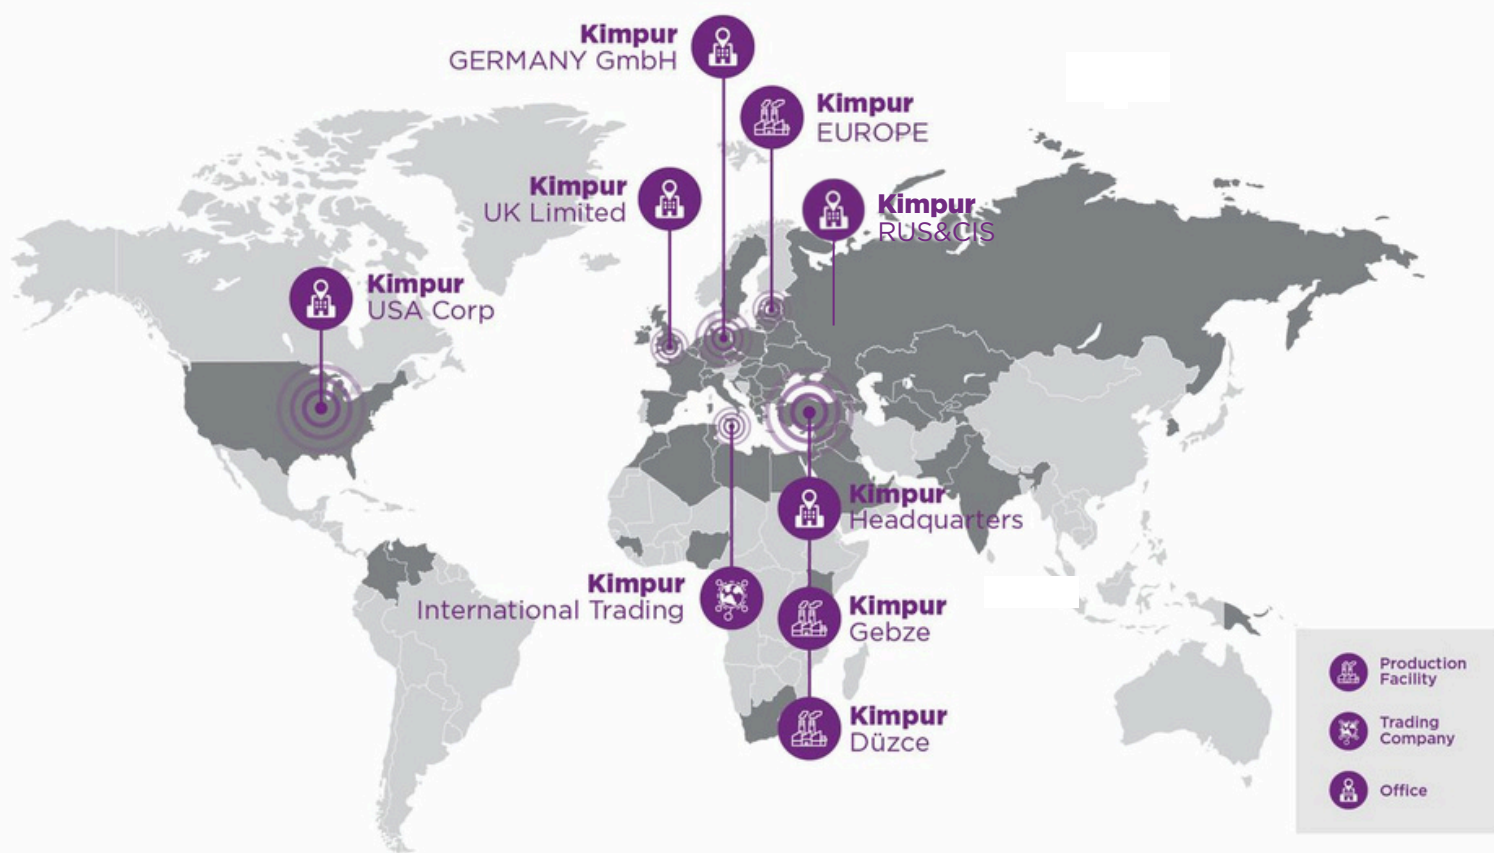 Kimpur
GERMANY GmbH
Kimpur
EUROPE
Kimpur
UK Limited
Kimpur
RUS&CIS
Kimpur
USA Corp
Kimpur
Headquarters
Kimpur
International Trading
Kimpur
Gebze
Kimpur
Düzce
Production
Facility
Trading
Company
Office